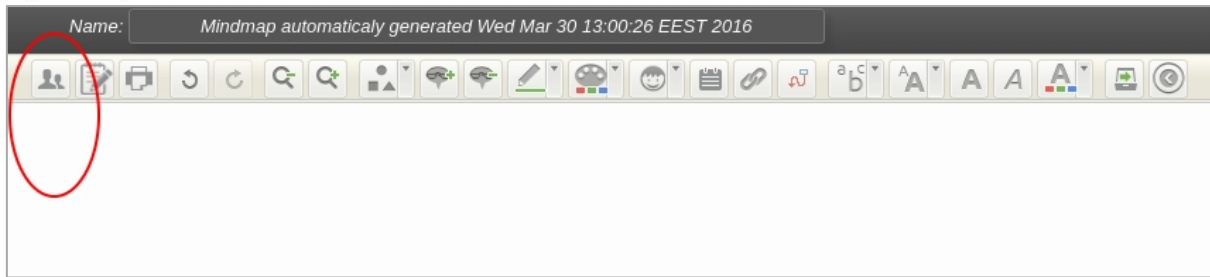 Name: Mindmap automaticaly generated Wed Mar 30 13:00:26 EEST 2016
a b c A A A A A